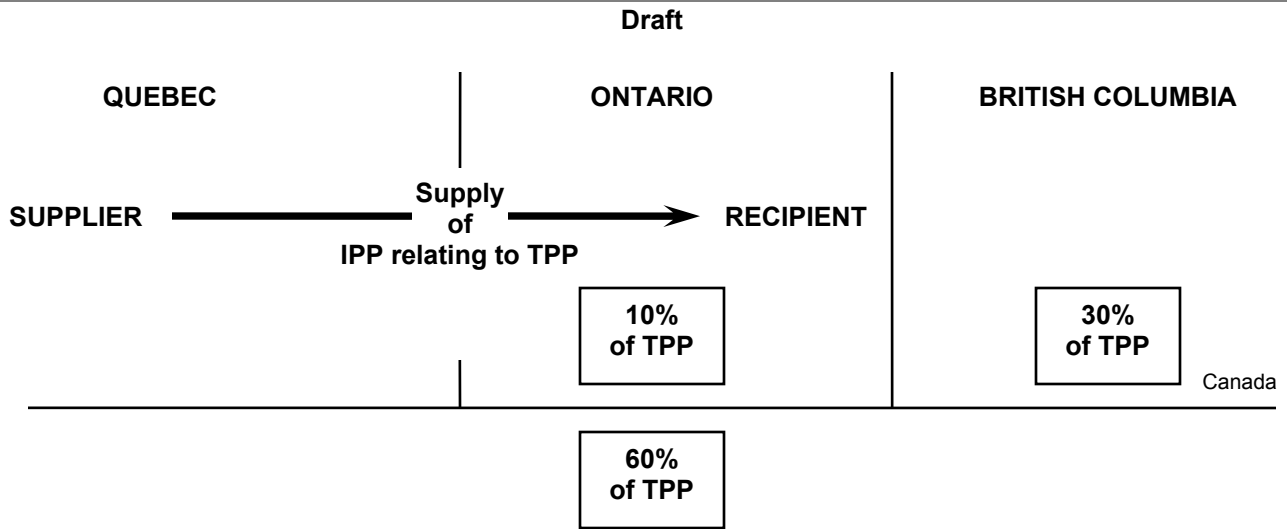 Draft
QUEBEC
ONTARIO
BRITISH COLUMBIA
SUPPLIER
Supply
of
IPP relating to TPP
RECIPIENT
10%
of TPP
30%
of TPP
Canada
60%
of TPP